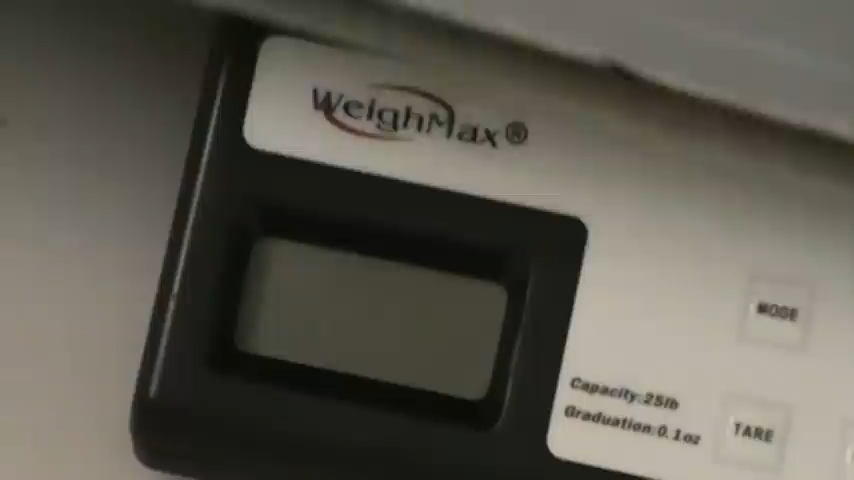 WeighMax®
MODE
Capacity:25lb
Graduation:0.1oz
TARE